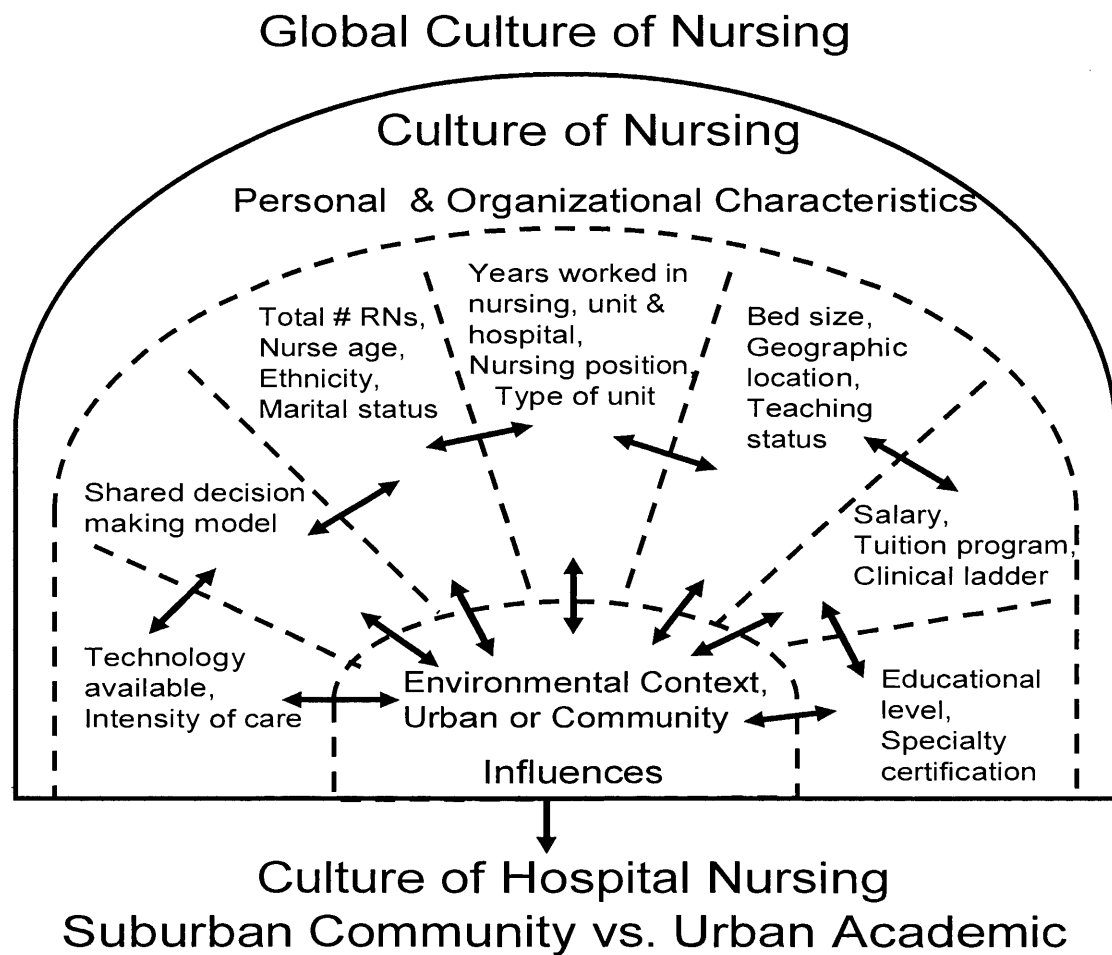 Global Culture of Nursing
Culture of Nursing
Personal & Organizational Characteristics
Years worked in
nursing, unit &
hospital,
Nursing position,
Type of unit
Total # RNs,
Nurse age,
Ethnicity,
Marital status
Bed size,
Geographic
location,
Teaching
status
Shared decision
making model
Salary,
Tuition program,
Clinical ladder
Technology
available,
Intensity of care
Environmental Context,
Urban or Community
Influences
Educational
level,
Specialty
certification
Culture of Hospital Nursing
Suburban Community vs. Urban Academic